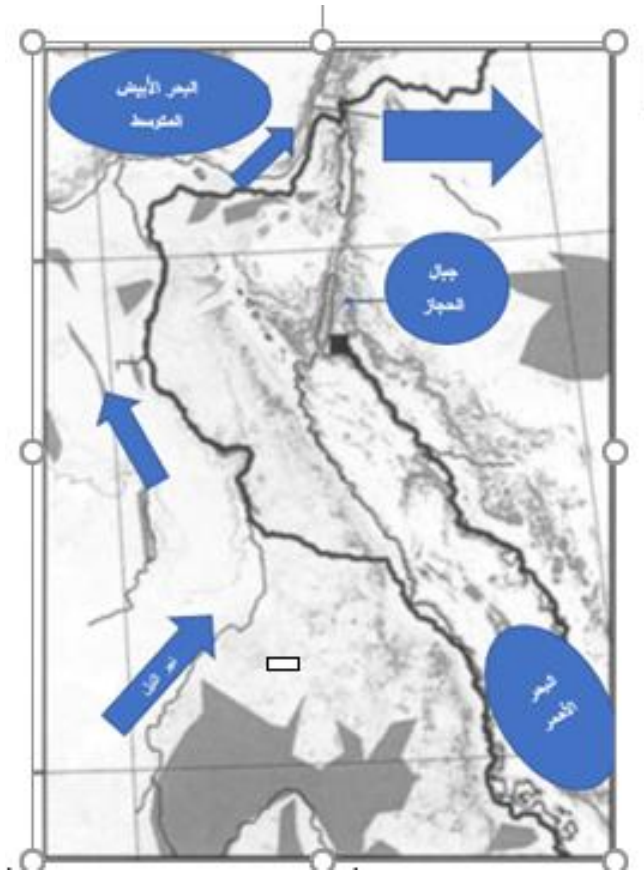 البحر الأبيض
المتوسط
جبال
الحجاز
نهر النيل
البحر
الأحمر